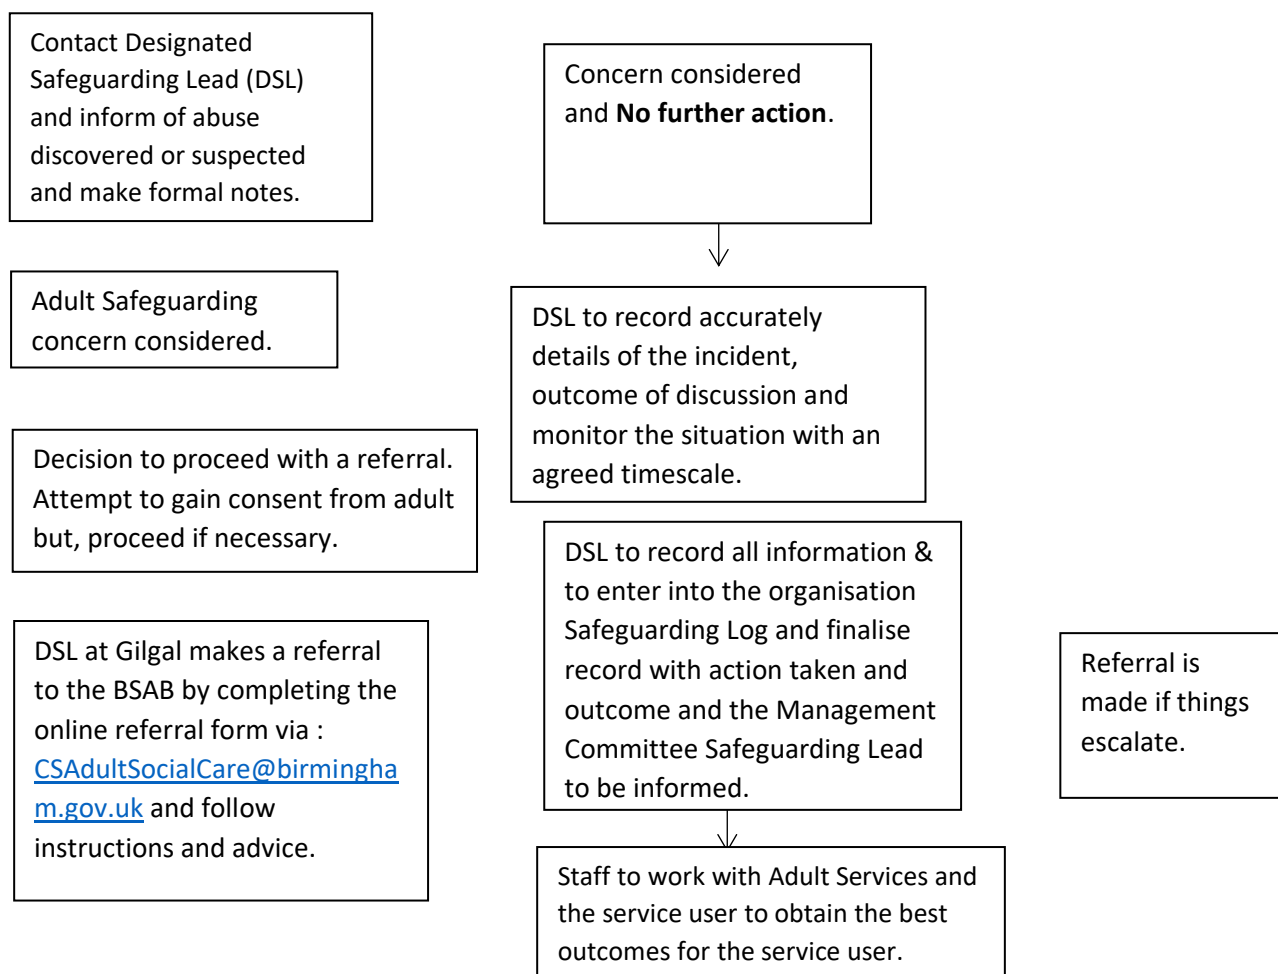 Contact Designated
Safeguarding Lead (DSL)
and inform of abuse
discovered or suspected
and make formal notes.
Adult Safeguarding
concern considered.
Decision to proceed with a referral.
Attempt to gain consent from adult
but, proceed if necessary.
DSL at Gilgal makes a referral
to the BSAB by completing the
online referral form via :
CSAdultSocialCare@birmingha
m.gov.uk and follow
instructions and advice.
Concern considered
and No further action.
DSL to record accurately
details of the incident,
outcome of discussion and
monitor the situation with an
agreed timescale.
DSL to record all information &
to enter into the organisation
Safeguarding Log and finalise
record with action taken and
outcome and the Management
Committee Safeguarding Lead
to be informed.
Staff to work with Adult Services and
the service user to obtain the best
outcomes for the service user.
Referral is
made if things
escalate.